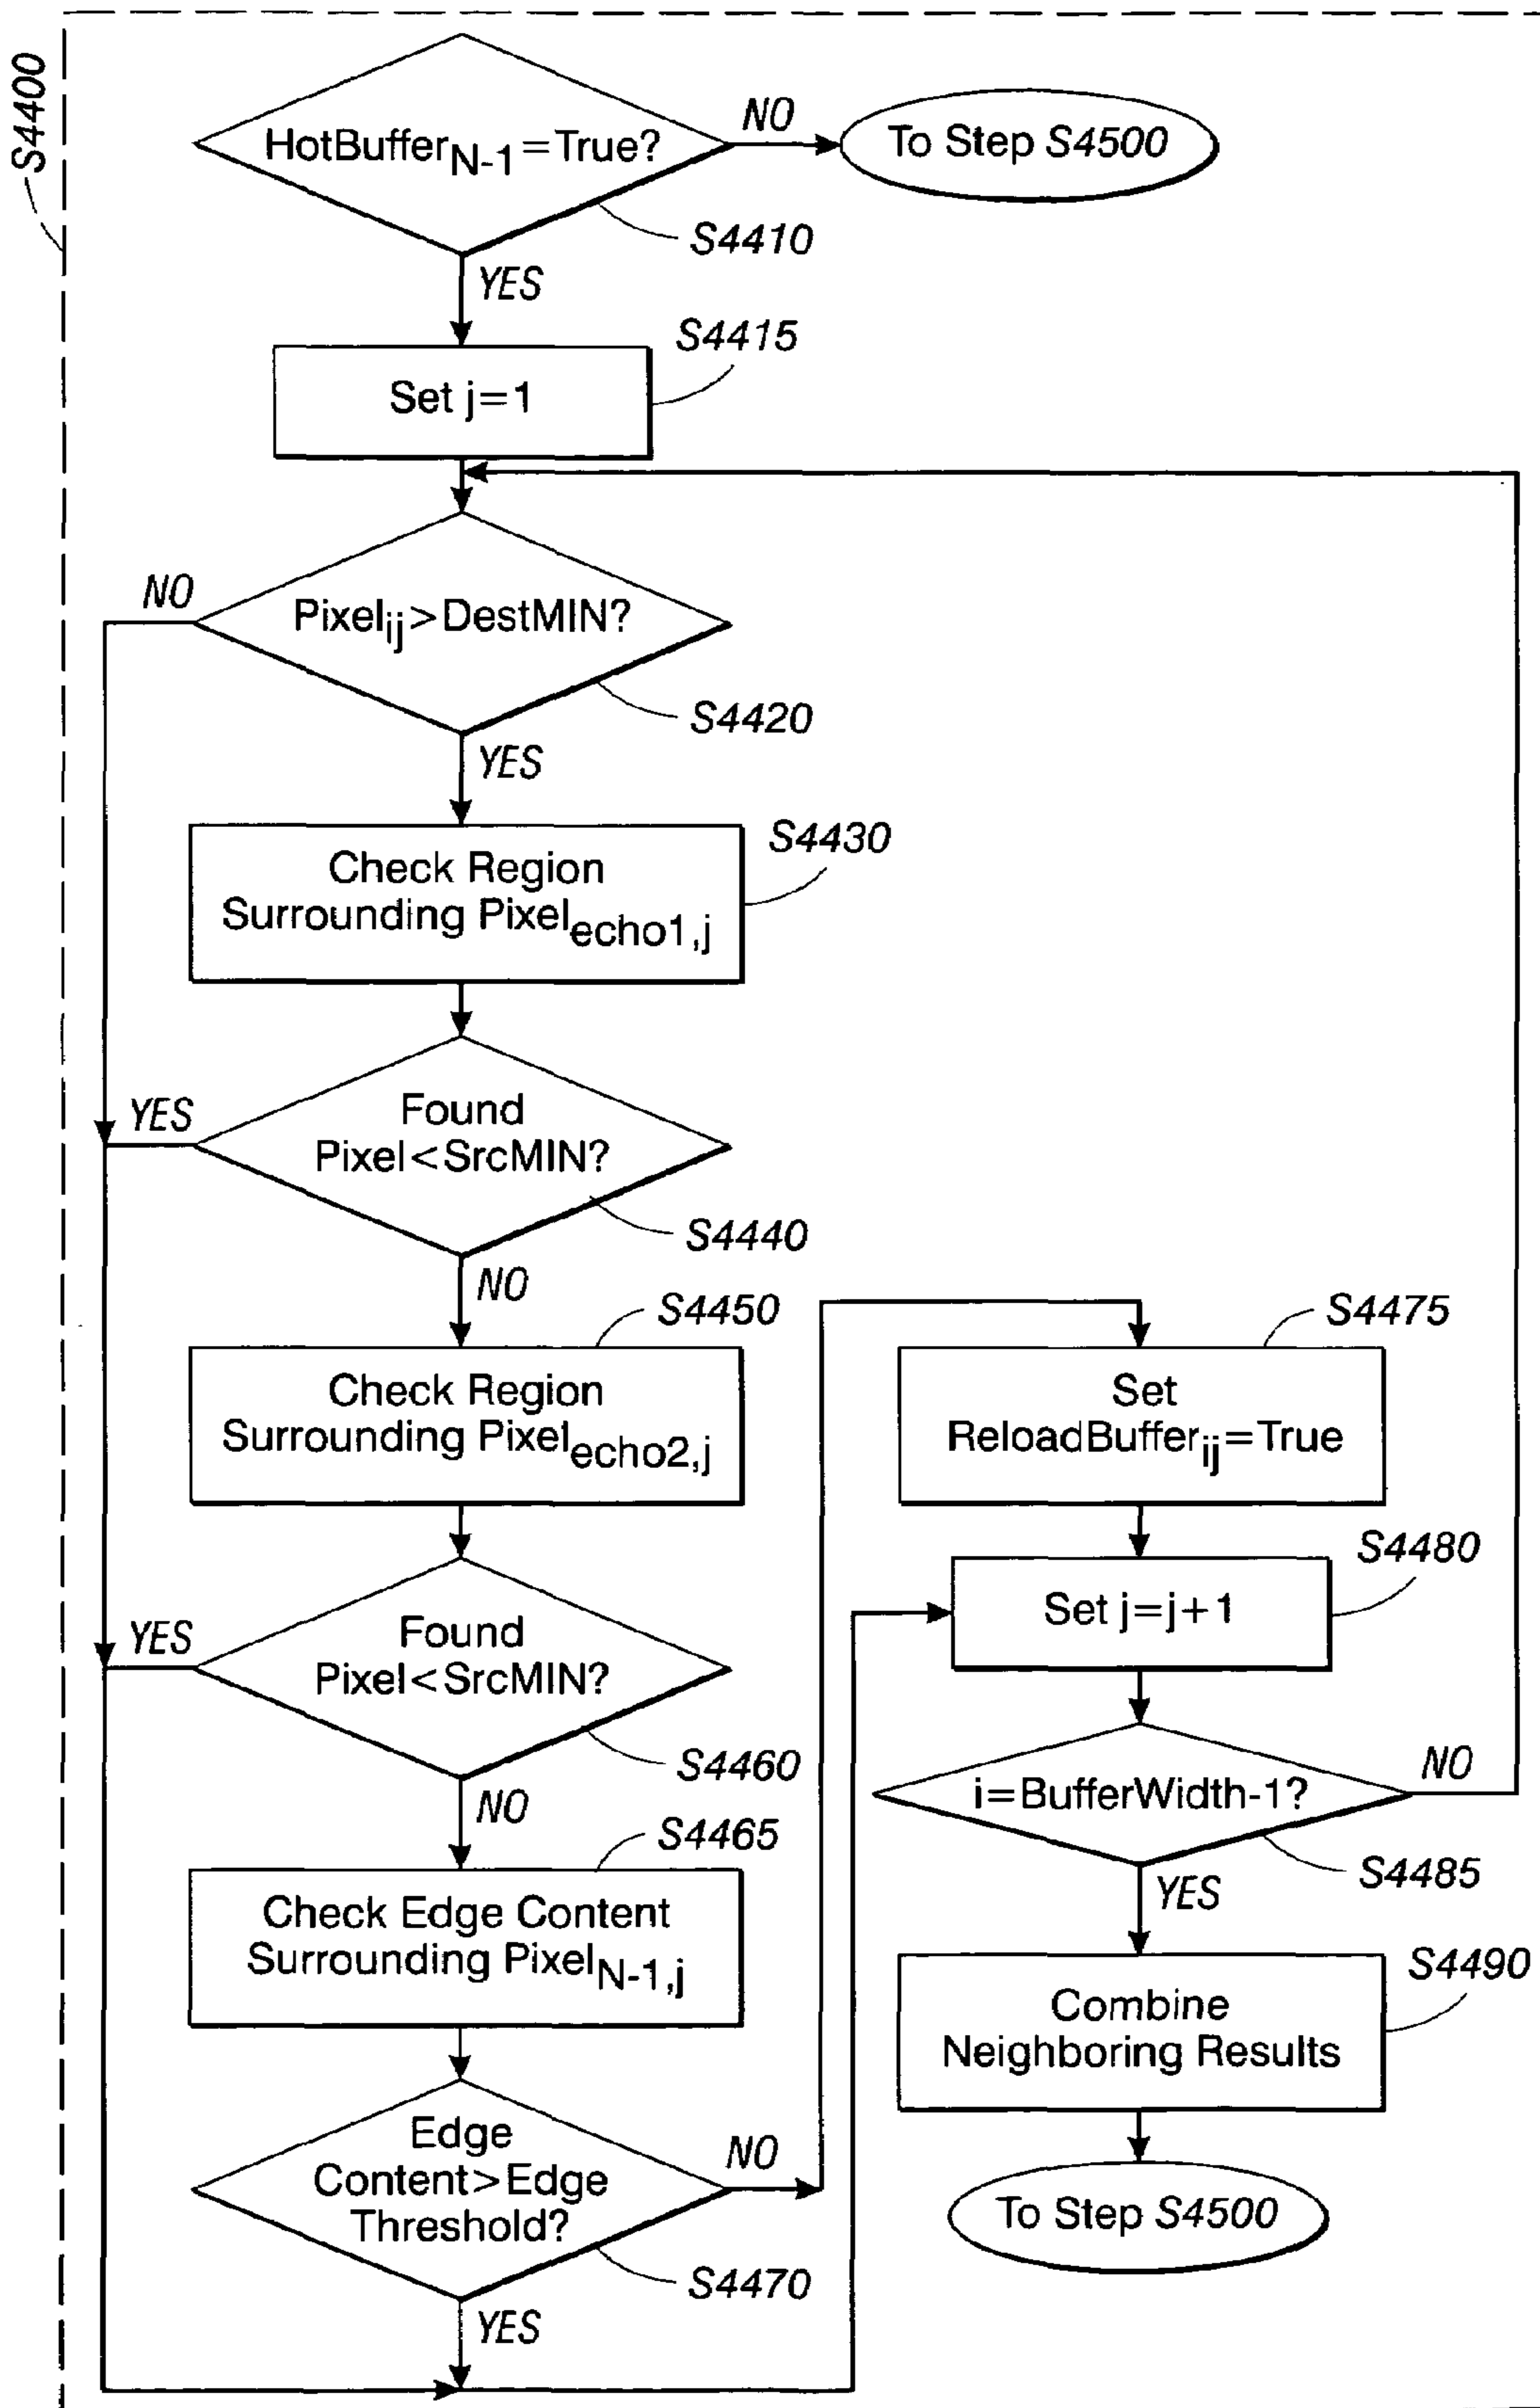 S4400
HotBufferN-1=True?
NO
To Step S4500
S4410
YES
S4415
Set j=1
NO
Pixelij>DestMIN?
S4420
YES
S4430
Check Region
Surrounding Pixelecho1,j
YES
Found
Pixel<SrcMIN?
S4440
NO
S4450
Check Region
Surrounding Pixelecho2,j
YES
Found
Pixel<SrcMIN?
S4460
NO
S4465
Check Edge Content
Surrounding PixelN-1,j
Edge
Content>Edge
Threshold?
NO
S4470
YES
S4475
Set
ReloadBufferij=True
S4480
Set j=j+1
i=BufferWidth-1?
NO
S4485
YES
S4490
Combine
Neighboring Results
To Step S4500